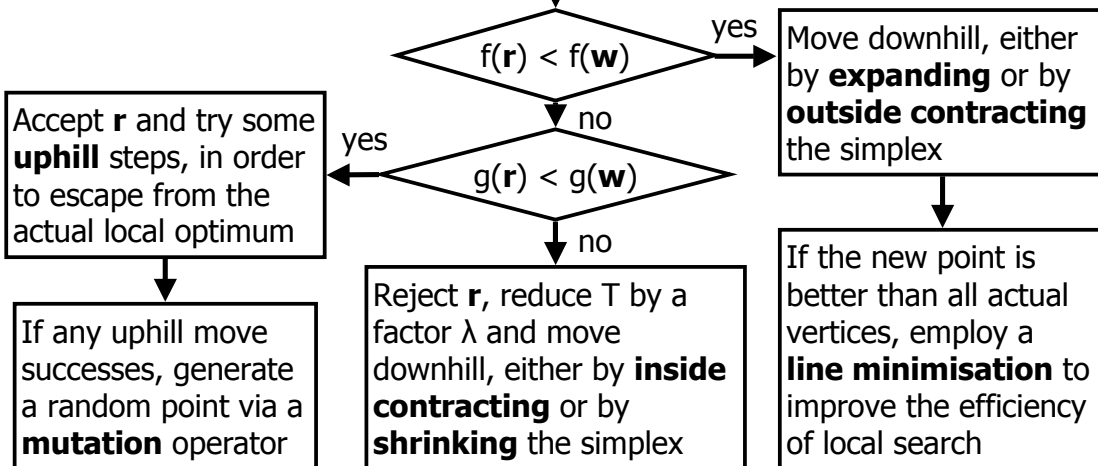 f(r) < f(w)
yes
Move downhill, either
by expanding or by
outside contracting
the simplex
no
g(r) < g(w)
yes
Accept r and try some
uphill steps, in order
to escape from the
actual local optimum
no
If any uphill move
successes, generate
a random point via a
mutation operator
Reject r, reduce T by a
factor λ and move
downhill, either by inside
contracting or by
shrinking the simplex
If the new point is
better than all actual
vertices, employ a
line minimisation to
improve the efficiency
of local search